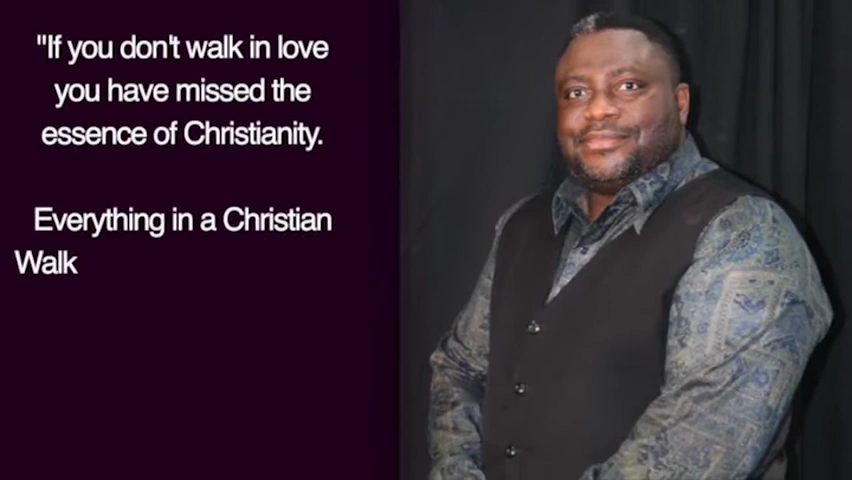 "If you don't walk in love
you have missed the
essence of Christianity.
Everything in a Christian
Walk